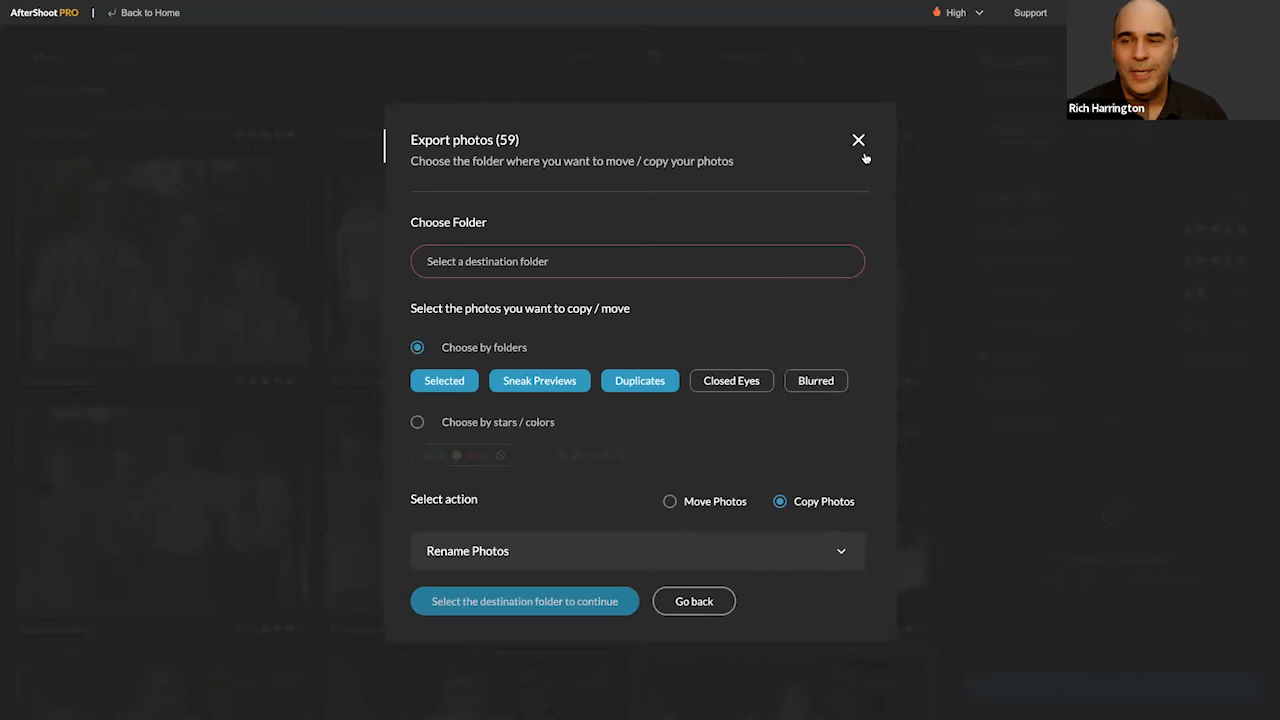 AfterShoot PRO | Back to Home High Support
Rich Harrington
Export photos (59)
Choose the folder where you want to move / copy your photos
Choose Folder
Select a destination folder
Select the photos you want to copy / move
Choose by folders
Selected Sneak Previews Duplicates Closed Eyes Blurred
Choose by stars / colors
Select action Move Photos Copy Photos
Rename Photos
Select the destination folder to continue Go back